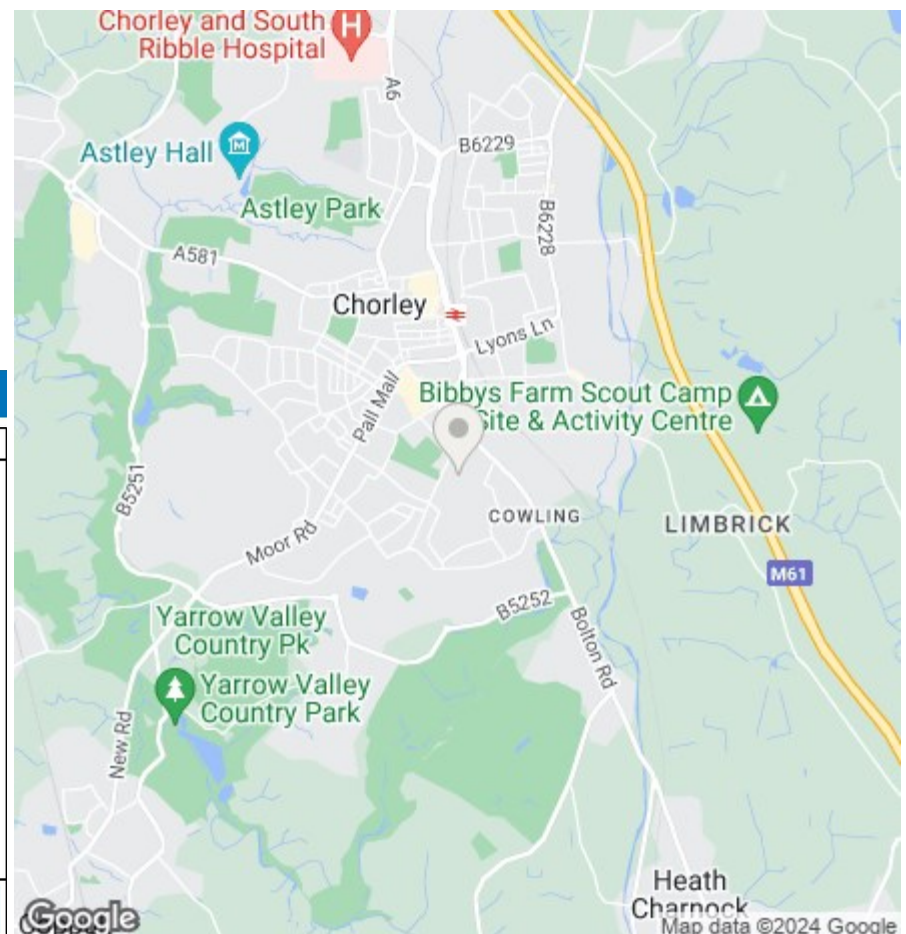 Chorley and South
Ribble Hospital
H
A6
B6229
Astley Hall
M
Astley Park
B6228
A581
Chorley
Lyons Ln
Pall Mall
Bibbys Farm Scout Camp
Site & Activity Centre
B5251
COWLING
LIMBRICK
Moor Rd
M61
B5252
Bolton Rd
Yarrow Valley
Country Pk
Yarrow Valley
Country Park
New Rd
Heath
Charnock
Google
Map data ©2024 Google